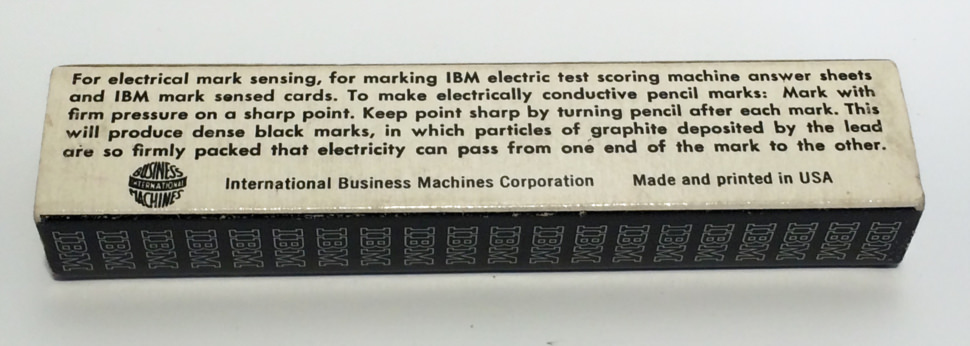 For electrical mark sensing, for marking IBM electric test scoring machine answer sheets
and IBM mark sensed cards. To make electrically conductive pencil marks: Mark with
firm pressure on a sharp point. Keep point sharp by turning pencil after each mark. This
will produce dense black marks, in which particles of graphite deposited by the lead
are so firmly packed that electricity can pass from one end of the mark to the other.
BUSINESS
INTERNATIONAL
MACHINES
International Business Machines Corporation Made and printed in USA
IBM IBM IBM IBM IBM IBM IBM IBM IBM IBM IBM IBM IBM IBM IBM IBM IBM IBM IBM IBM